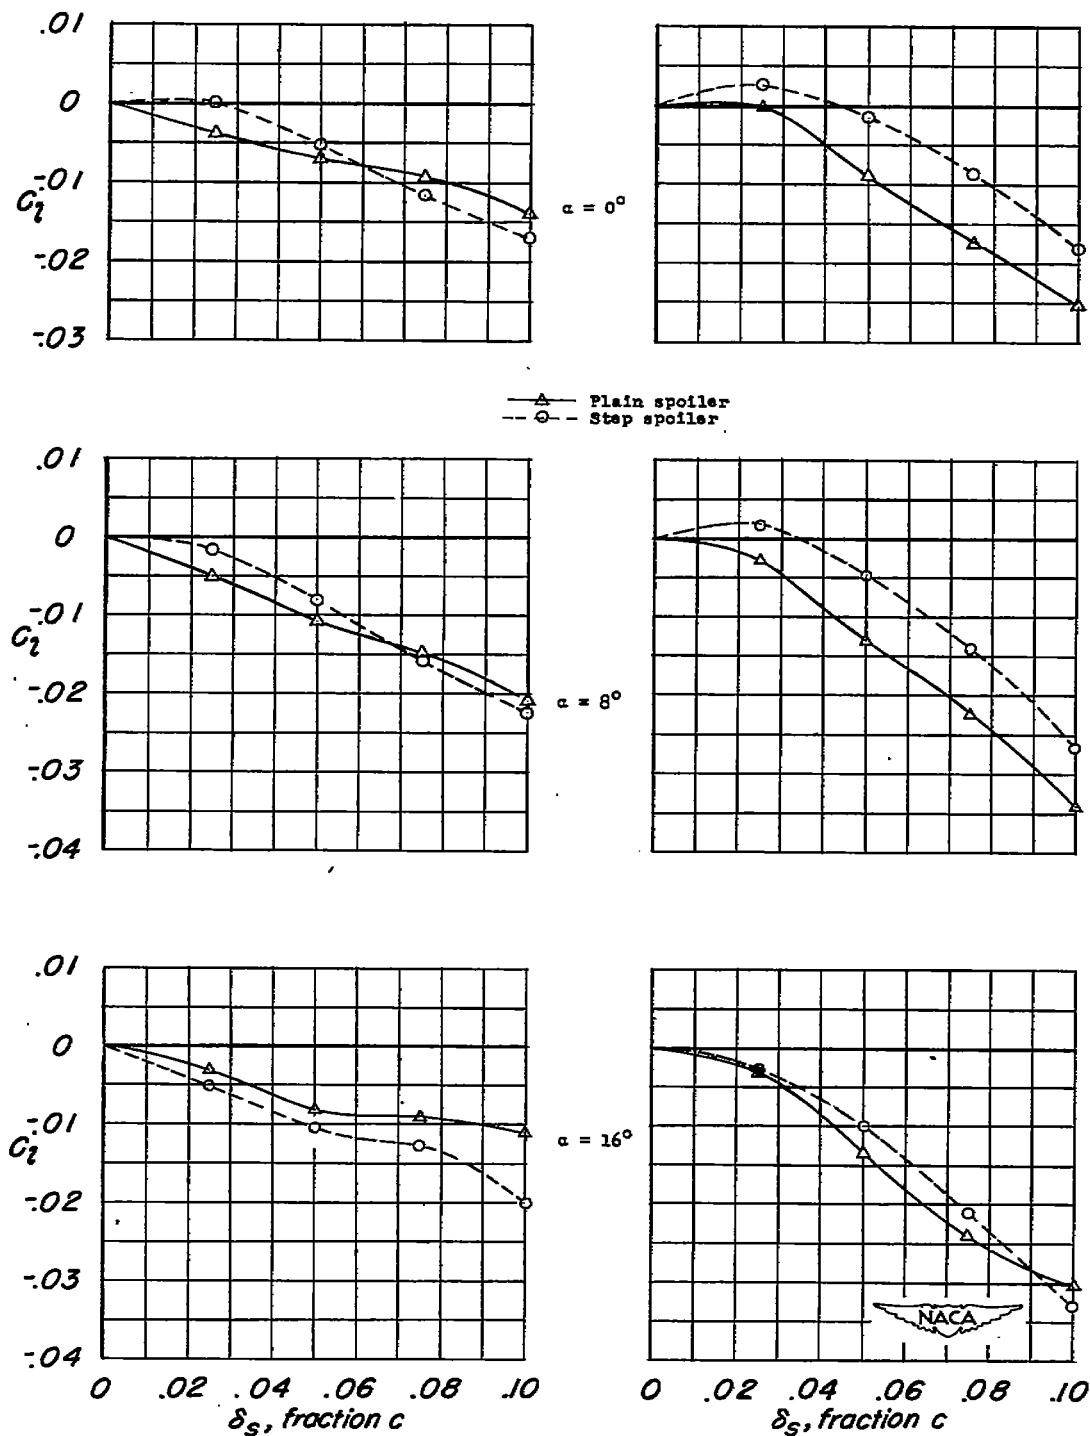 .01
0
-.01
-.02
-.03
C_l
α = 0°
Plain spoiler
Step spoiler
.01
0
-.01
-.02
-.03
-.04
C_l
α = 8°
.01
0
-.01
-.02
-.03
-.04
C_l
α = 16°
NACA
0 .02 .04 .06 .08 .10
0 .02 .04 .06 .08 .10
δ_s, fraction c
δ_s, fraction c